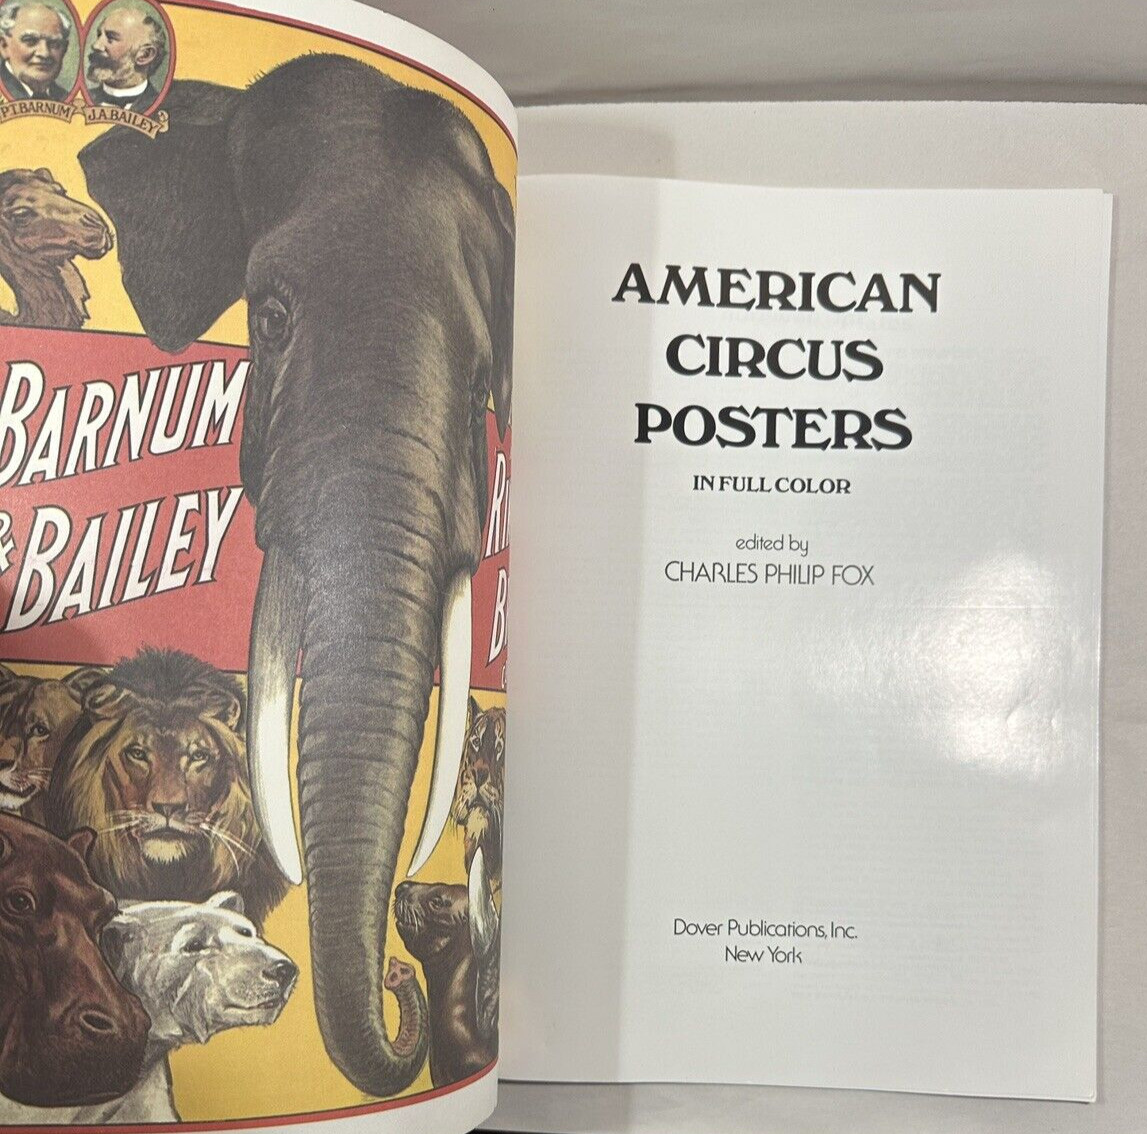 P.T. BARNUM
J.A. BAILEY
BARNUM
& BAILEY
AMERICAN
CIRCUS
POSTERS
IN FULL COLOR
edited by
CHARLES PHILIP FOX
Dover Publications, Inc.
New York